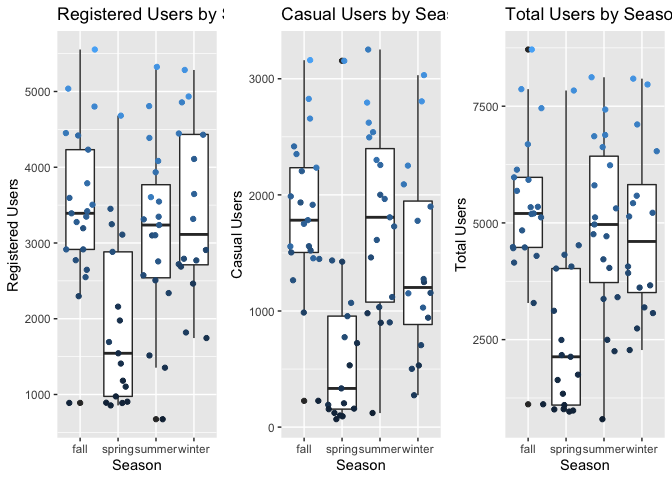 Registered Users by S
Registered Users
5000
4000
3000
2000
1000
fall
spring
summer
winter
Season
Casual Users by Seas
Casual Users
3000
2000
1000
0
fall
spring
summer
winter
Season
Total Users by Seaso
Total Users
7500
5000
2500
fall
spring
summer
winter
Season